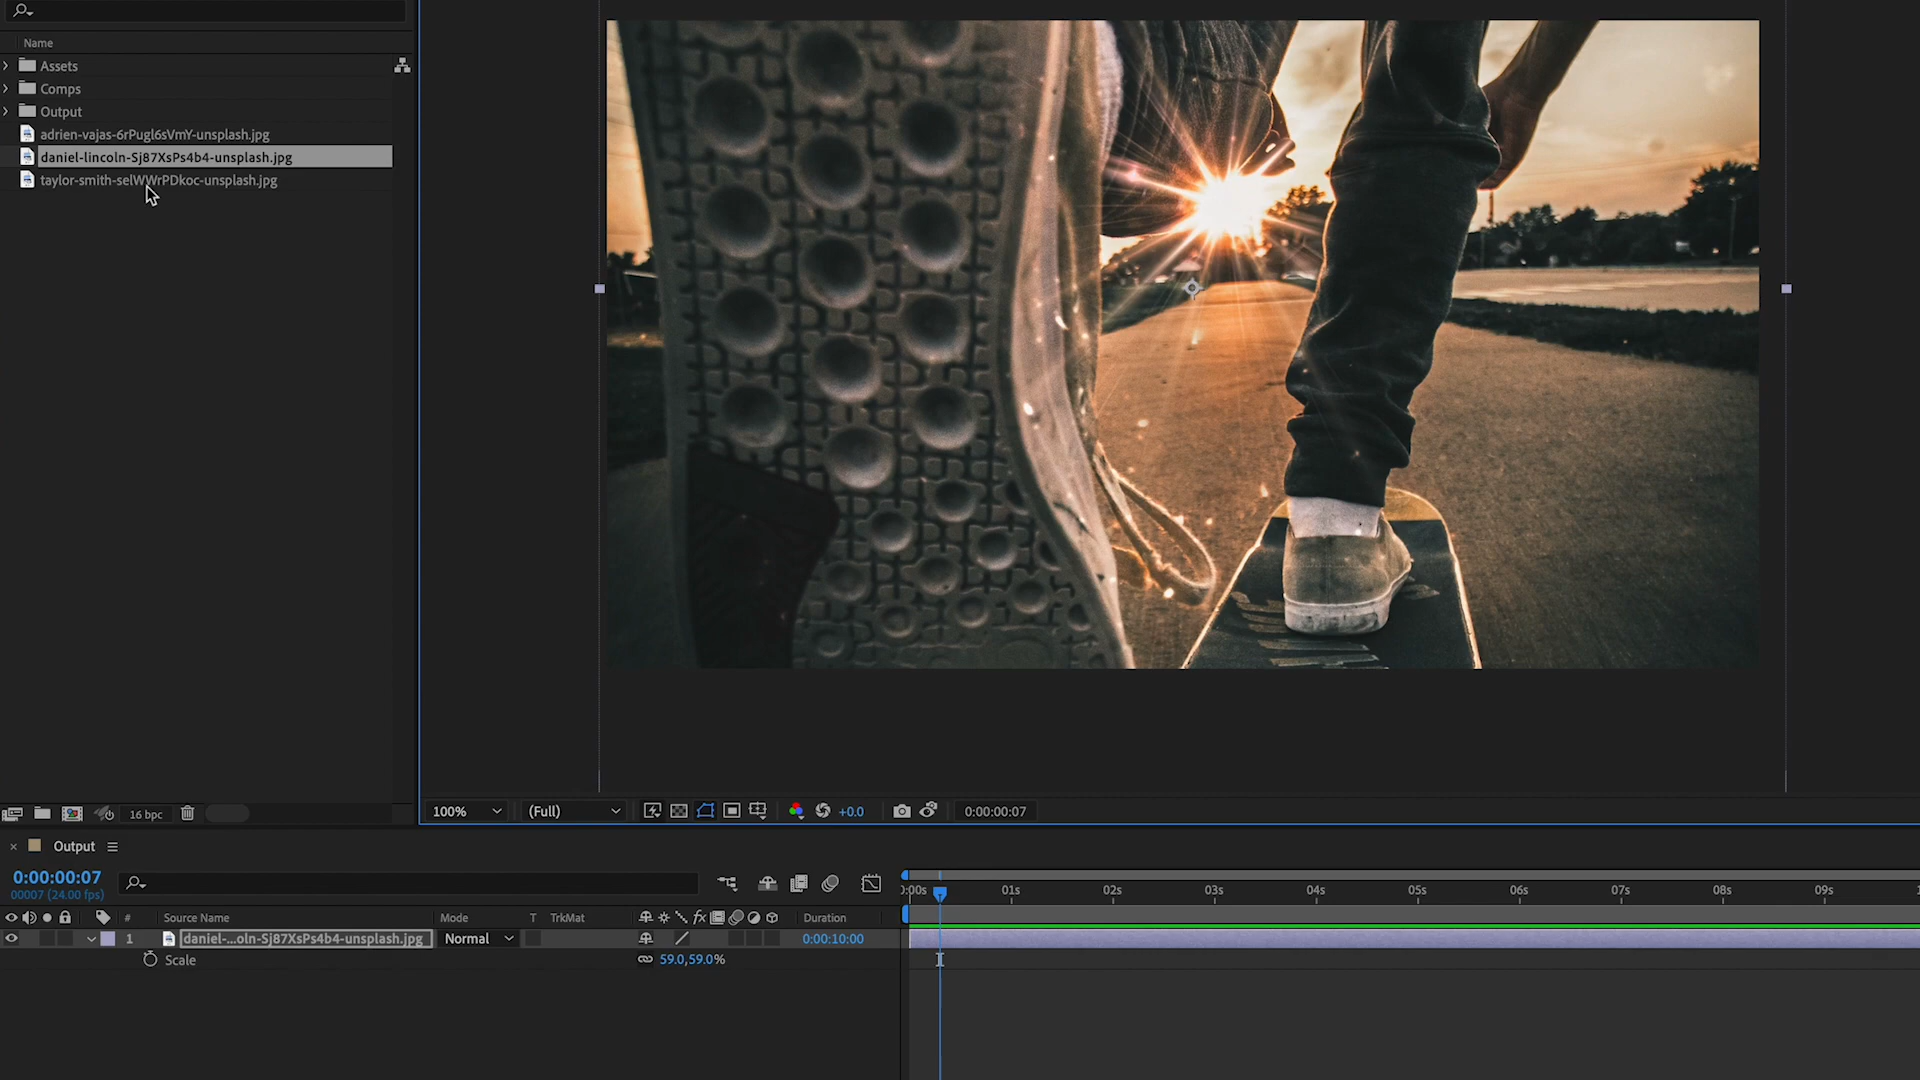 Name
Assets
Comps
Output
adrien-vajas-6rPugl6sVmY-unsplash.jpg
daniel-lincoln-Sj87XsPs4b4-unsplash.jpg
taylor-smith-selWWrPDkoc-unsplash.jpg
16 bpc
100%
(Full)
+0.0
0:00:00:07
Output
0:00:00:07
00007 (24.00 fps)
:00s 01s 02s 03s 04s 05s 06s 07s 08s 09s
# Source Name Mode T TrkMat fx Duration
1 daniel-...oln-Sj87XsPs4b4-unsplash.jpg Normal 0:00:10:00
Scale 59.0,59.0%